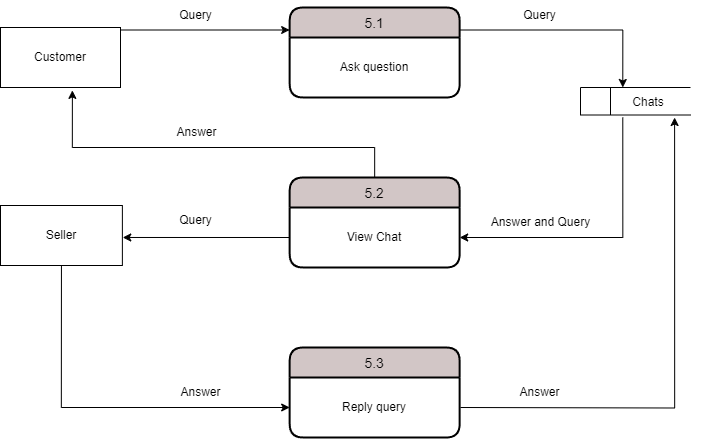 Query
5.1
Query
Customer
Ask question
Chats
Answer
5.2
Query
Answer and Query
Seller
View Chat
5.3
Answer
Answer
Reply query